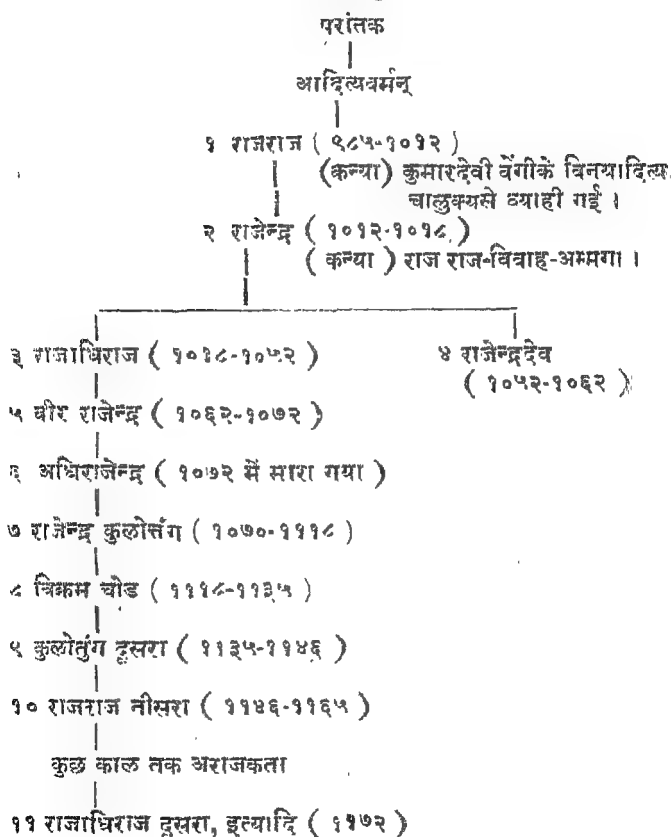 परांतक
आदित्यवर्मन्
१ राजराज ( ९८५-१०१२ )
(कन्या) कुमारदेवी वेंगीके विनयादित्य
चालुक्यसे व्याही गई ।
२ राजेन्द्र ( १०१२-१०१८ )
( कन्या ) राज राज-विवाह-अम्मगा ।
३ राजाधिराज ( १०१८-१०५२ )
४ राजेन्द्रदेव
( १०५२-१०६२ )
५ वीर राजेन्द्र ( १०६२-१०७२ )
६ अधिराजेन्द्र ( १०७२ में मारा गया )
७ राजेन्द्र कुलोत्तंग ( १०७०-१११८ )
८ विक्रम चोड ( १११८-११३५ )
९ कुलोतुंग दूसरा ( ११३५-११४६ )
१० राजराज तीसरा ( ११४६-११६५ )
कुछ काल तक अराजकता
११ राजाधिराज दूसरा, इत्यादि ( ११७२ )